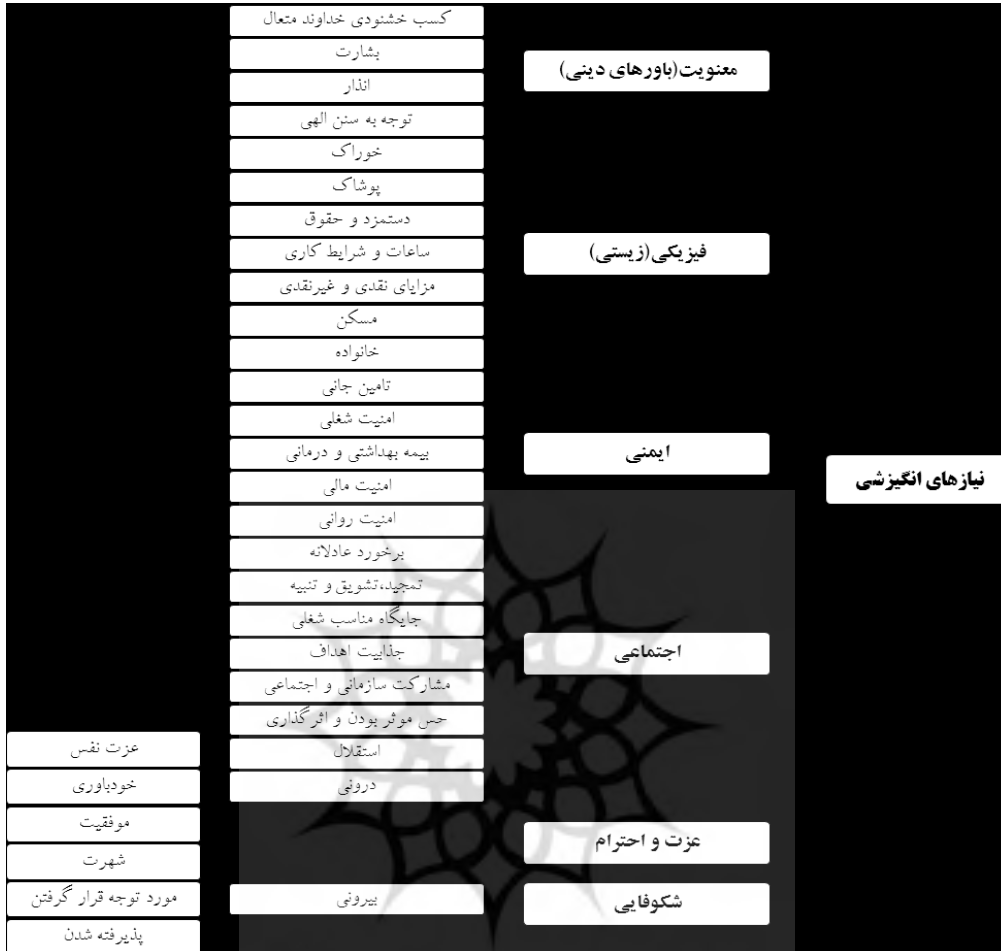 نیازهای انگیزشی
معنویت(باورهای دینی)
کسب خشنودی خداوند متعال
بشارت
انذار
توجه به سنن الهی
فیزیکی(زیستی)
خوراک
پوشاک
دستمزد و حقوق
ساعات و شرایط کاری
مزایای نقدی و غیرنقدی
مسکن
خانواده
ایمنی
تامین جانی
امنیت شغلی
بیمه بهداشتی و درمانی
امنیت مالی
امنیت روانی
اجتماعی
برخورد عادلانه
تمجید،تشویق و تنبیه
جایگاه مناسب شغلی
جذابیت اهداف
مشارکت سازمانی و اجتماعی
حس موثر بودن و اثرگذاری
استقلال
عزت و احترام
درونی
عزت نفس
خودباوری
موفقیت
شکوفایی
بیرونی
شهرت
مورد توجه قرار گرفتن
پذیرفته شدن